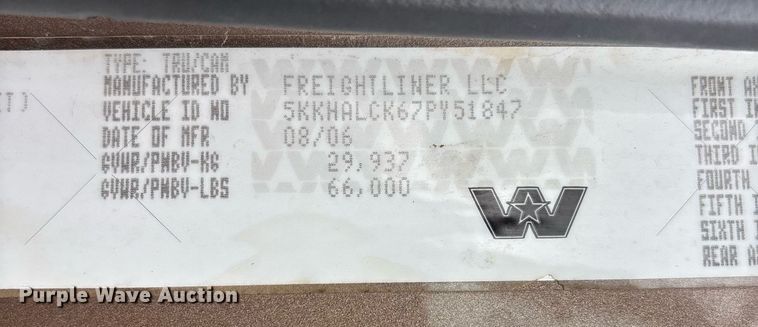 TYPE: TRU/CAM
MANUFACTURED BY FREIGHTLINER LLC
VEHICLE ID NO 5KKHALCK67PY51847
DATE OF MFR 08/06
GVWR/PNBV-KG 29,937
GVWR/PNBV-LBS 66,000
T)
FRONT
FIRST
SECOND
THIRD
FOURTH
FIFTH
SIXTH
REAR
W
Purple Wave Auction